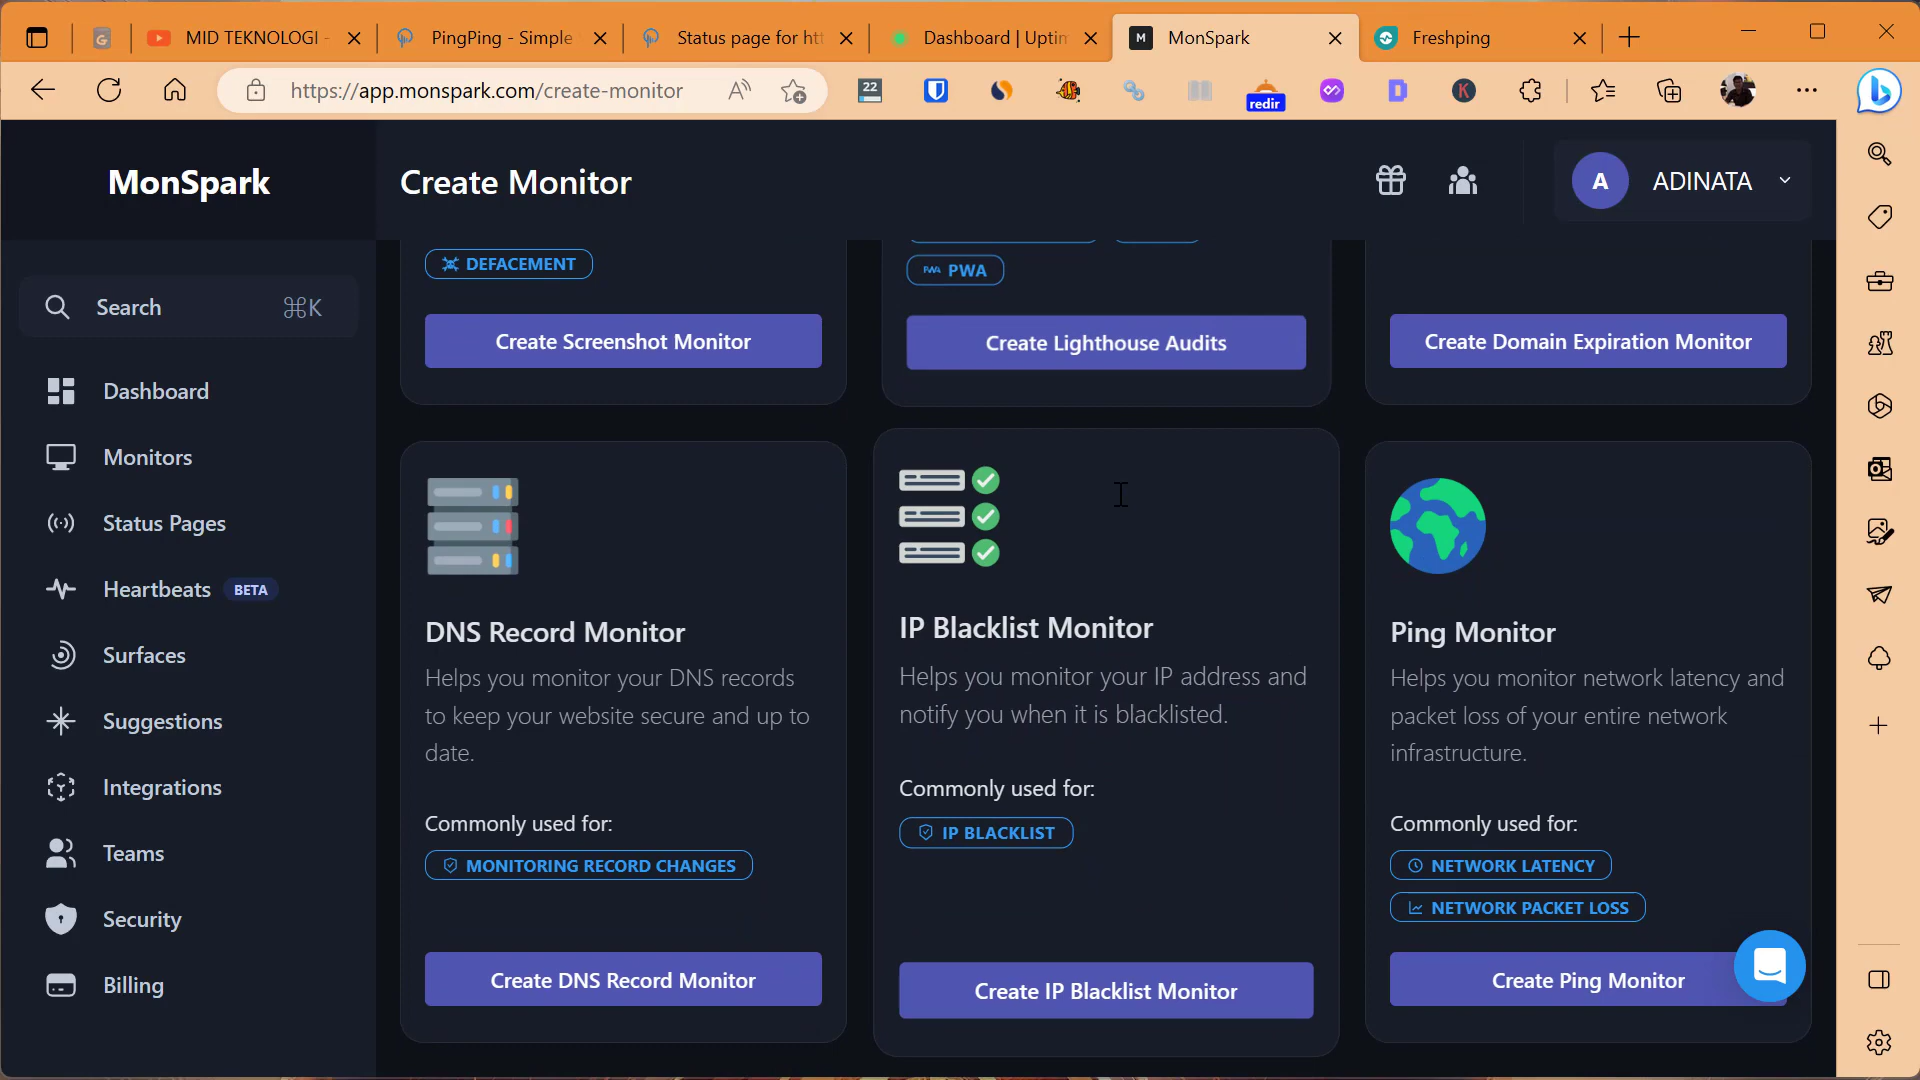 MID TEKNOLOGI -
PingPing - Simple
Status page for htt
Dashboard | Uptim
M
MonSpark
Freshping
https://app.monspark.com/create-monitor
22
redir
K
MonSpark
Create Monitor
A
ADINATA
Search
⌘K
Dashboard
Monitors
Status Pages
Heartbeats BETA
Surfaces
Suggestions
Integrations
Teams
Security
Billing
DEFACEMENT
Create Screenshot Monitor
PWA PWA
Create Lighthouse Audits
Create Domain Expiration Monitor
DNS Record Monitor
Helps you monitor your DNS records
to keep your website secure and up to
date.
Commonly used for:
MONITORING RECORD CHANGES
Create DNS Record Monitor
IP Blacklist Monitor
Helps you monitor your IP address and
notify you when it is blacklisted.
Commonly used for:
IP BLACKLIST
Create IP Blacklist Monitor
Ping Monitor
Helps you monitor network latency and
packet loss of your entire network
infrastructure.
Commonly used for:
NETWORK LATENCY
NETWORK PACKET LOSS
Create Ping Monitor